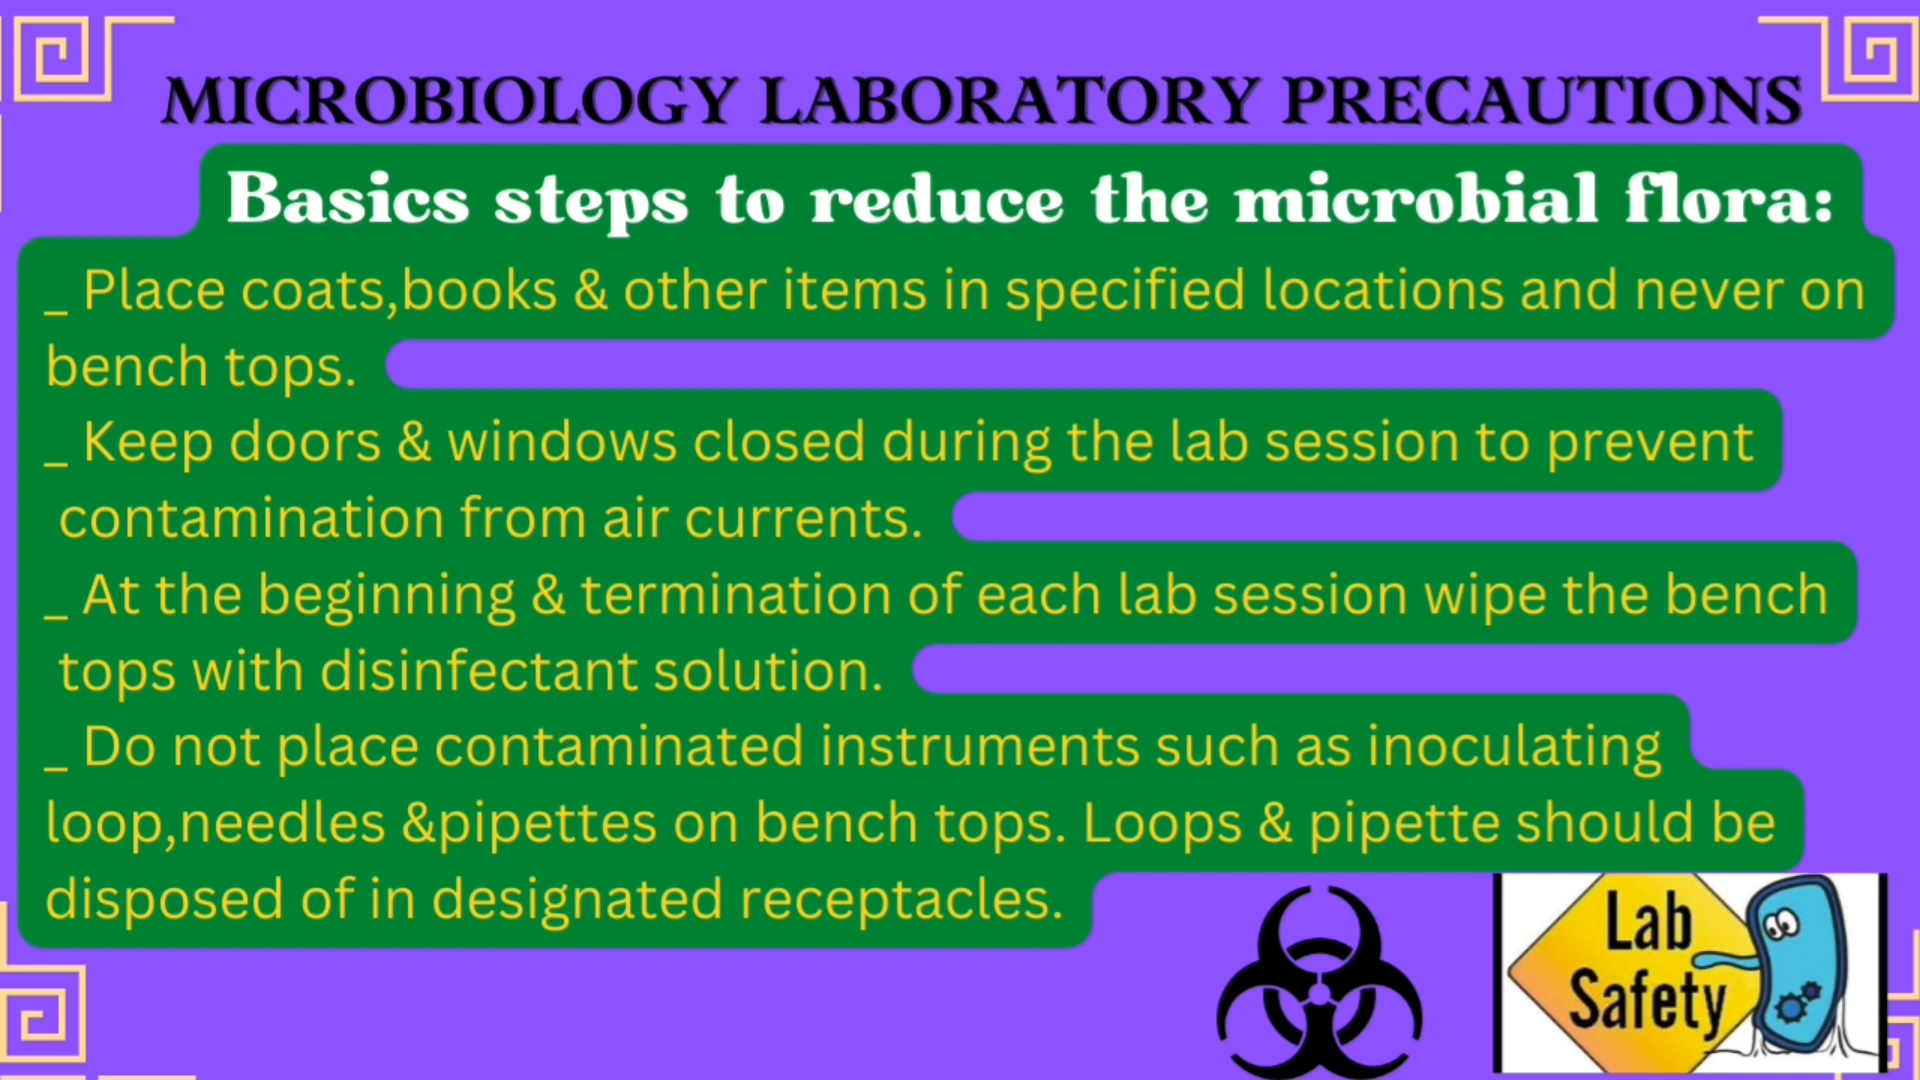 MICROBIOLOGY LABORATORY PRECAUTIONS
Basics steps to reduce the microbial flora:
_ Place coats,books & other items in specified locations and never on
bench tops.
_ Keep doors & windows closed during the lab session to prevent
contamination from air currents.
_ At the beginning & termination of each lab session wipe the bench
tops with disinfectant solution.
_ Do not place contaminated instruments such as inoculating
loop,needles &pipettes on bench tops. Loops & pipette should be
disposed of in designated receptacles.
Lab
Safety